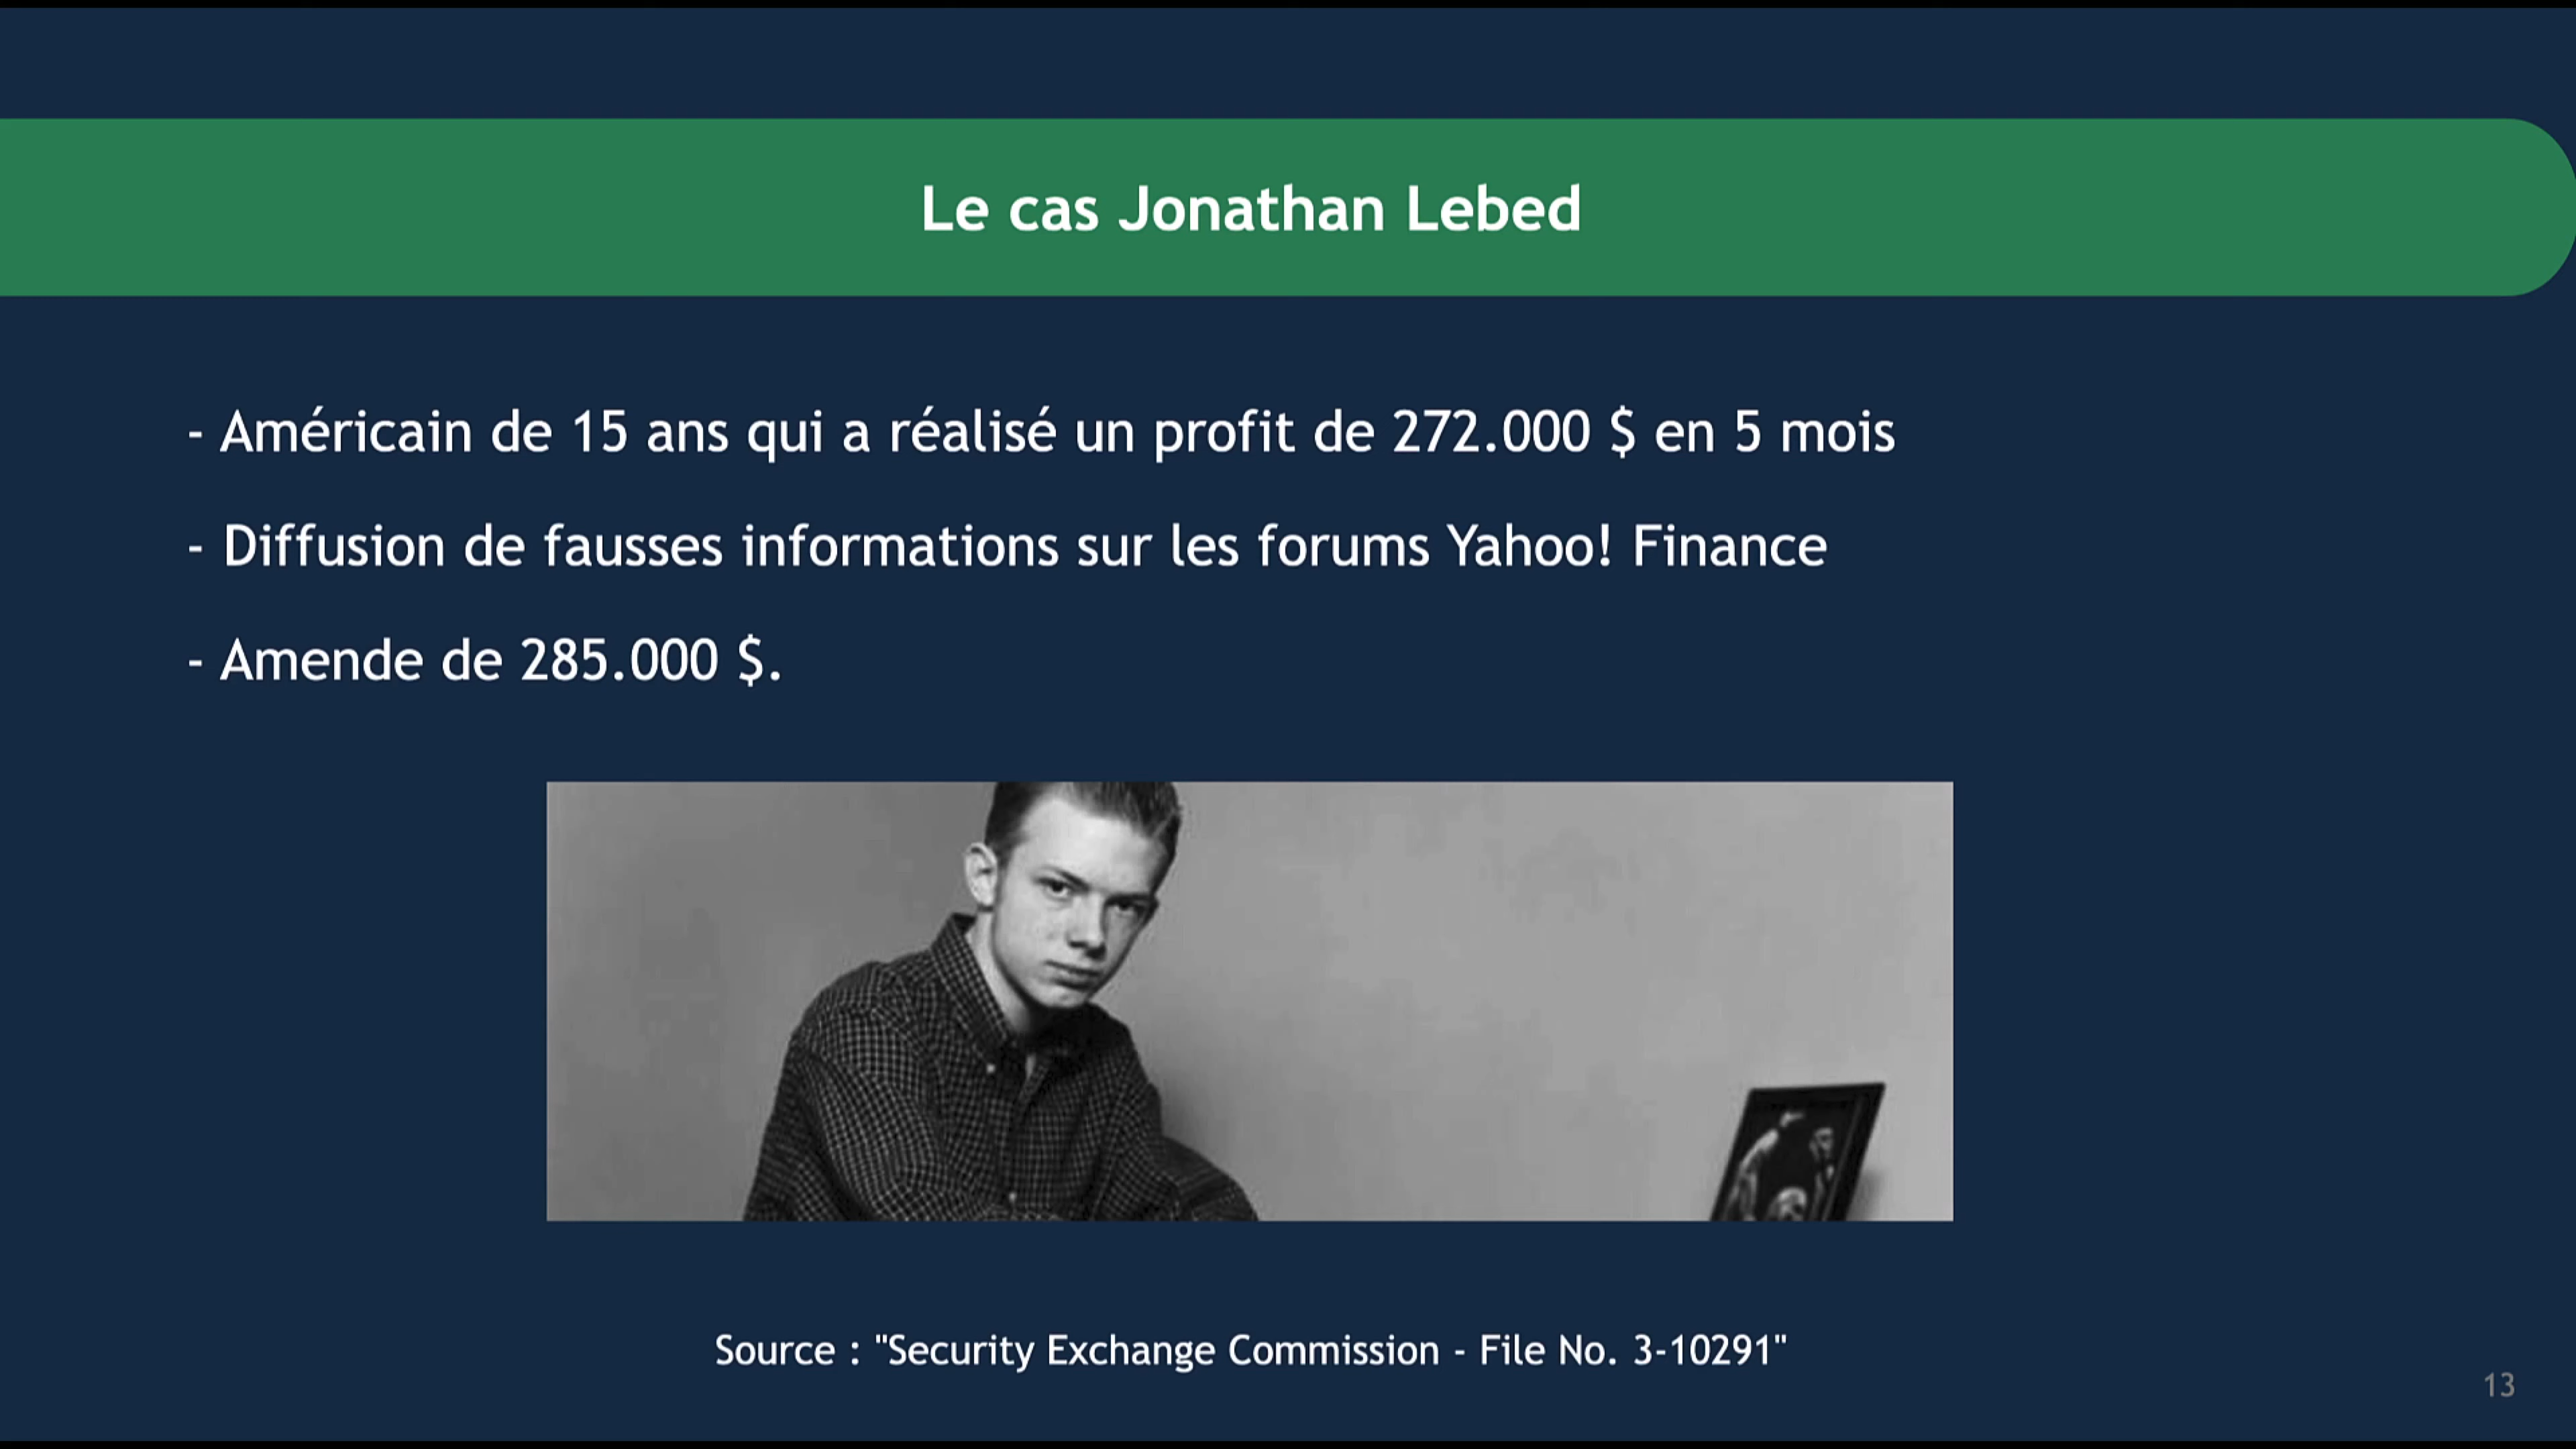 Le cas Jonathan Lebed
- Américain de 15 ans qui a réalisé un profit de 272.000 $ en 5 mois
- Diffusion de fausses informations sur les forums Yahoo! Finance
- Amende de 285.000 $.
Source : "Security Exchange Commission - File No. 3-10291"
13